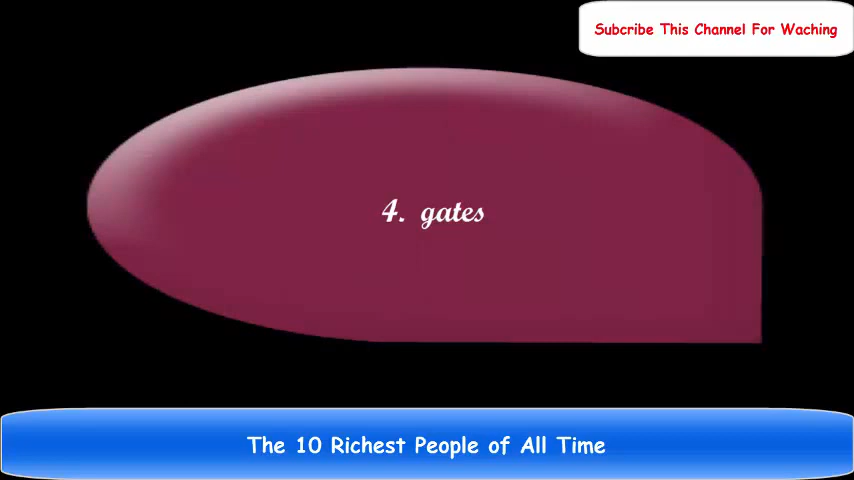 Subcribe This Channel For Waching
4. gates
The 10 Richest People of All Time